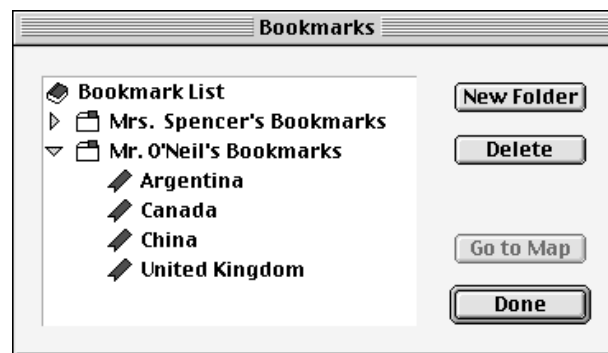 Bookmarks
Bookmark List
Mrs. Spencer's Bookmarks
Mr. O'Neil's Bookmarks
Argentina
Canada
China
United Kingdom
New Folder
Delete
Go to Map
Done